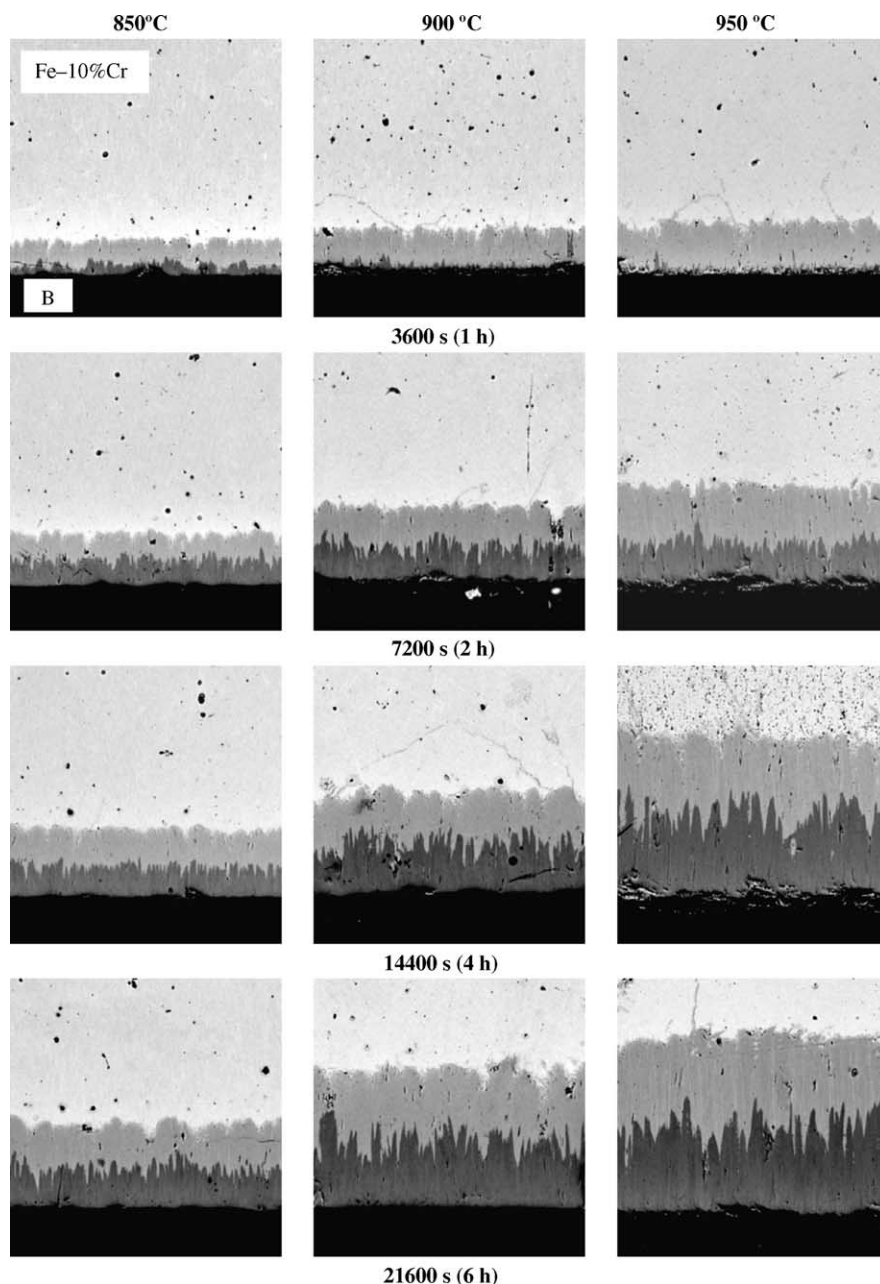 850ºC
900 ºC
950 ºC
Fe–10%Cr
B
3600 s (1 h)
7200 s (2 h)
14400 s (4 h)
21600 s (6 h)